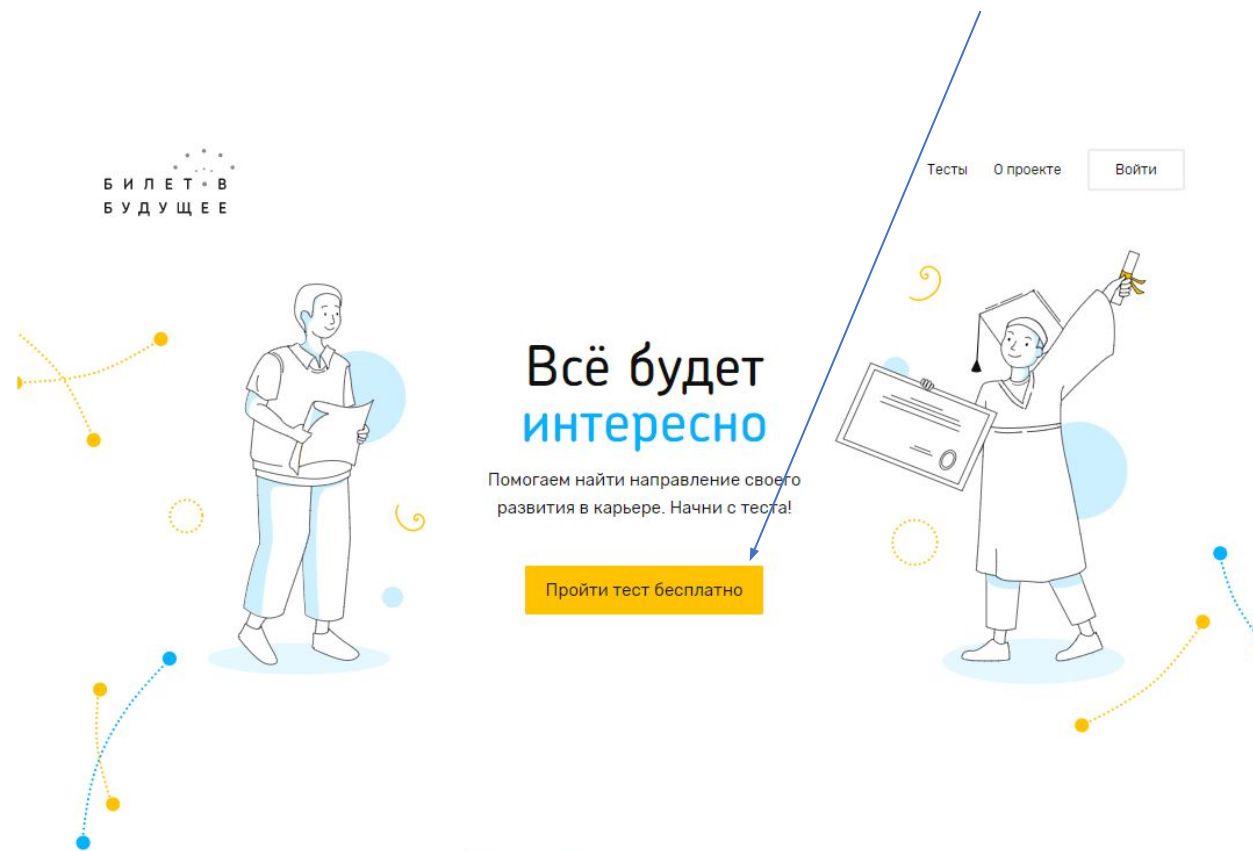 БИЛЕТ В
БУДУЩЕЕ
Тесты О проекте Войти
Всё будет
интересно
Помогаем найти направление своего
развития в карьере. Начни с теста!
Пройти тест бесплатно